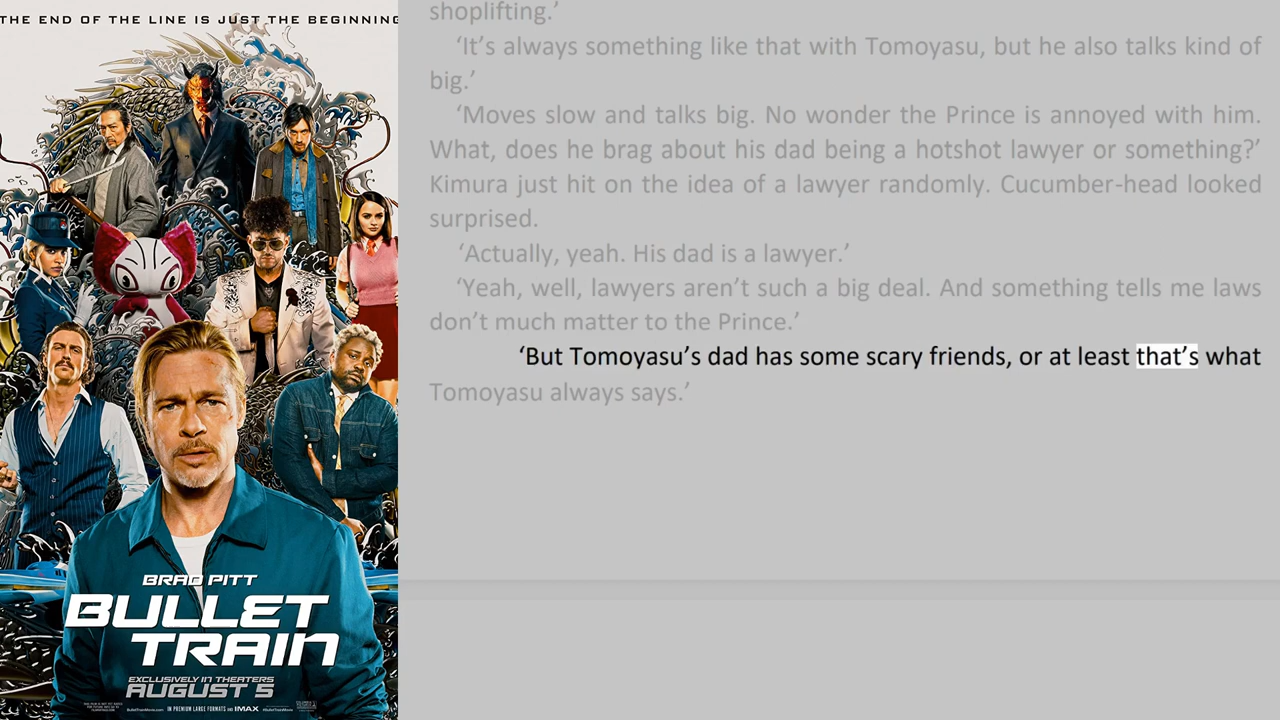 THE END OF THE LINE IS JUST THE BEGINNING
BRAD PITT
BULLET
TRAIN
EXCLUSIVELY IN THEATERS
AUGUST 5
BulletTrainMovie.com IN PREMIUM LARGE FORMATS AND IMAX #BulletTrainMovie
shoplifting.’
‘It’s always something like that with Tomoyasu, but he also talks kind of
big.’
‘Moves slow and talks big. No wonder the Prince is annoyed with him.
What, does he brag about his dad being a hotshot lawyer or something?’
Kimura just hit on the idea of a lawyer randomly. Cucumber-head looked
surprised.
‘Actually, yeah. His dad is a lawyer.’
‘Yeah, well, lawyers aren’t such a big deal. And something tells me laws
don’t much matter to the Prince.’
‘But Tomoyasu’s dad has some scary friends, or at least that’s what
Tomoyasu always says.’